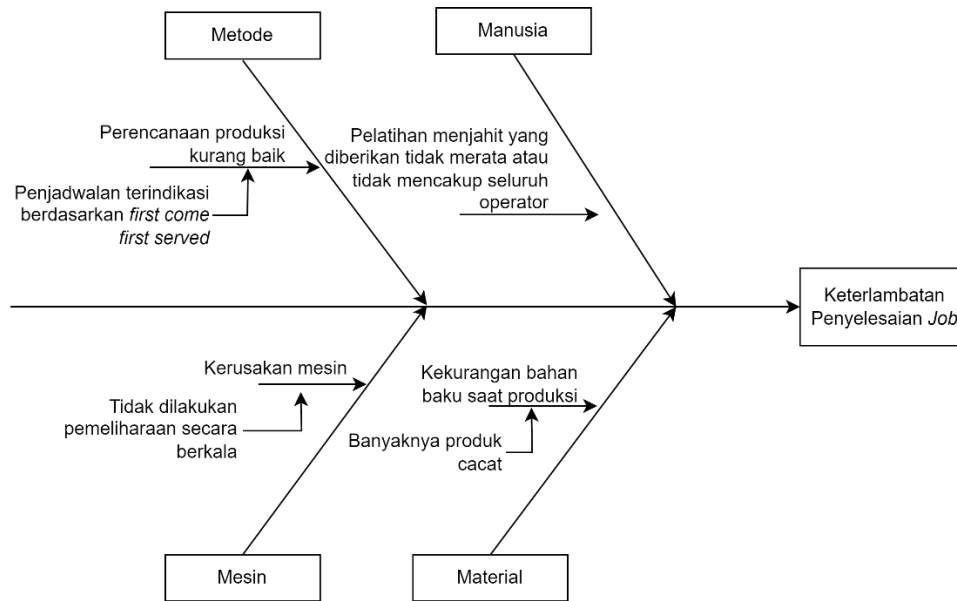 Metode
Manusia
Perencanaan produksi
kurang baik
Penjadwalan terindikasi
berdasarkan first come
first served
Pelatihan menjahit yang
diberikan tidak merata atau
tidak mencakup seluruh
operator
Keterlambatan
Penyelesaian Job
Kerusakan mesin
Tidak dilakukan
pemeliharaan secara
berkala
Kekurangan bahan
baku saat produksi
Banyaknya produk
cacat
Mesin
Material